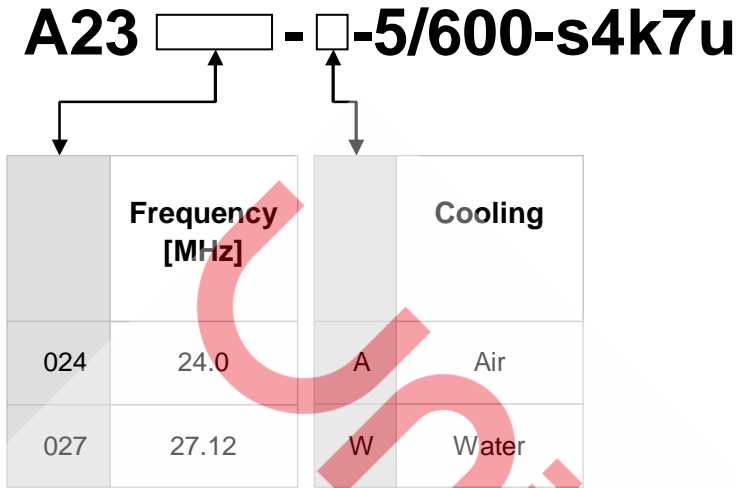 A23 - -5/600-s4k7u
Frequency [MHz] Cooling
024 24.0 A Air
027 27.12 W Water